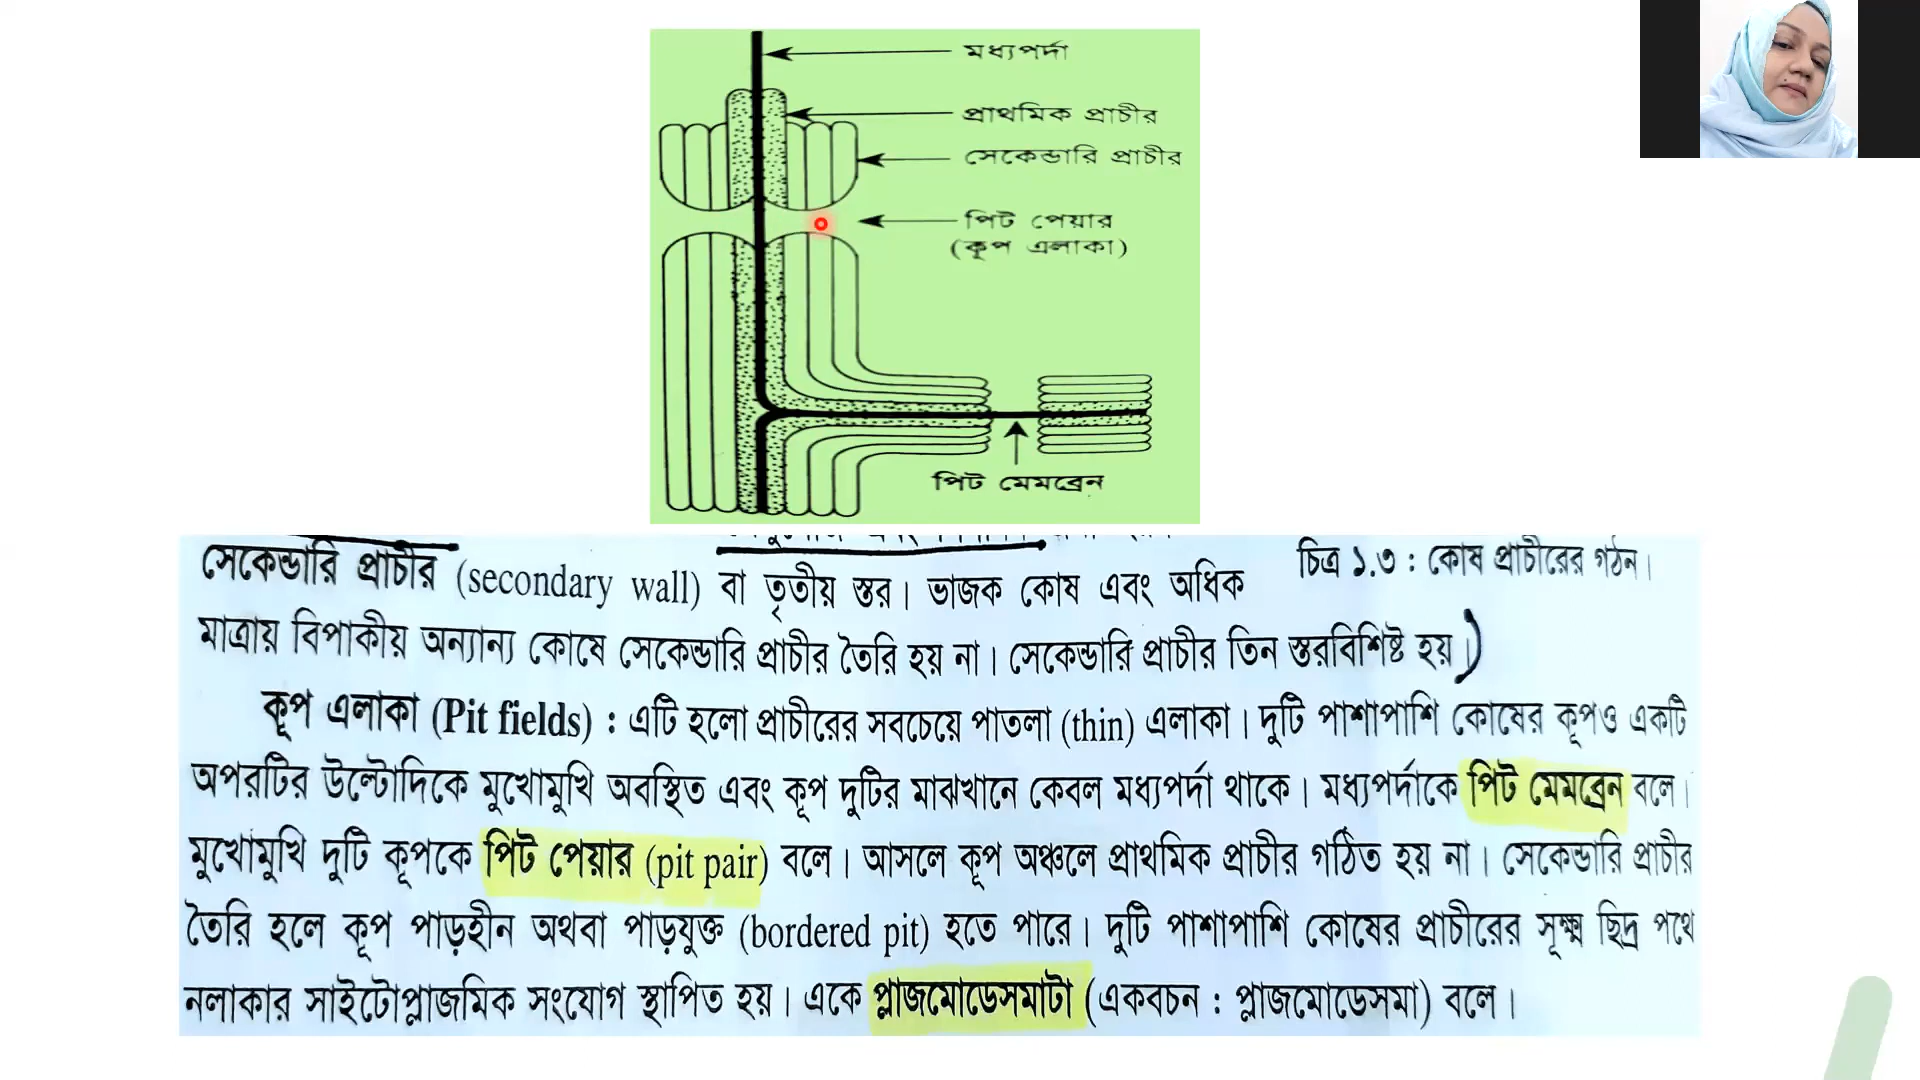 মধ্যপর্দা
প্রাথমিক প্রাচীর
সেকেন্ডারি প্রাচীর
পিট পেয়ার
(কূপ এলাকা)
পিট মেমব্রেন
চিত্র ১.৩ : কোষ প্রাচীরের গঠন।
সেকেন্ডারি প্রাচীর (secondary wall) বা তৃতীয় স্তর। ভাজক কোষ এবং অধিক
মাত্রায় বিপাকীয় অন্যান্য কোষে সেকেন্ডারি প্রাচীর তৈরি হয় না। সেকেন্ডারি প্রাচীর তিন স্তরবিশিষ্ট হয়।)
কূপ এলাকা (Pit fields) : এটি হলো প্রাচীরের সবচেয়ে পাতলা (thin) এলাকা। দুটি পাশাপাশি কোষের কূপও একটি
অপরটির উল্টোদিকে মুখোমুখি অবস্থিত এবং কূপ দুটির মাঝখানে কেবল মধ্যপর্দা থাকে। মধ্যপর্দাকে পিট মেমব্রেন বলে।
মুখোমুখি দুটি কূপকে পিট পেয়ার (pit pair) বলে। আসলে কূপ অঞ্চলে প্রাথমিক প্রাচীর গঠিত হয় না। সেকেন্ডারি প্রাচীর
তৈরি হলে কূপ পাড়হীন অথবা পাড়যুক্ত (bordered pit) হতে পারে। দুটি পাশাপাশি কোষের প্রাচীরের সূক্ষ্ম ছিদ্র পথে
নলাকার সাইটোপ্লাজমিক সংযোগ স্থাপিত হয়। একে প্লাজমোডেসমাটা (একবচন : প্লাজমোডেসমা) বলে।